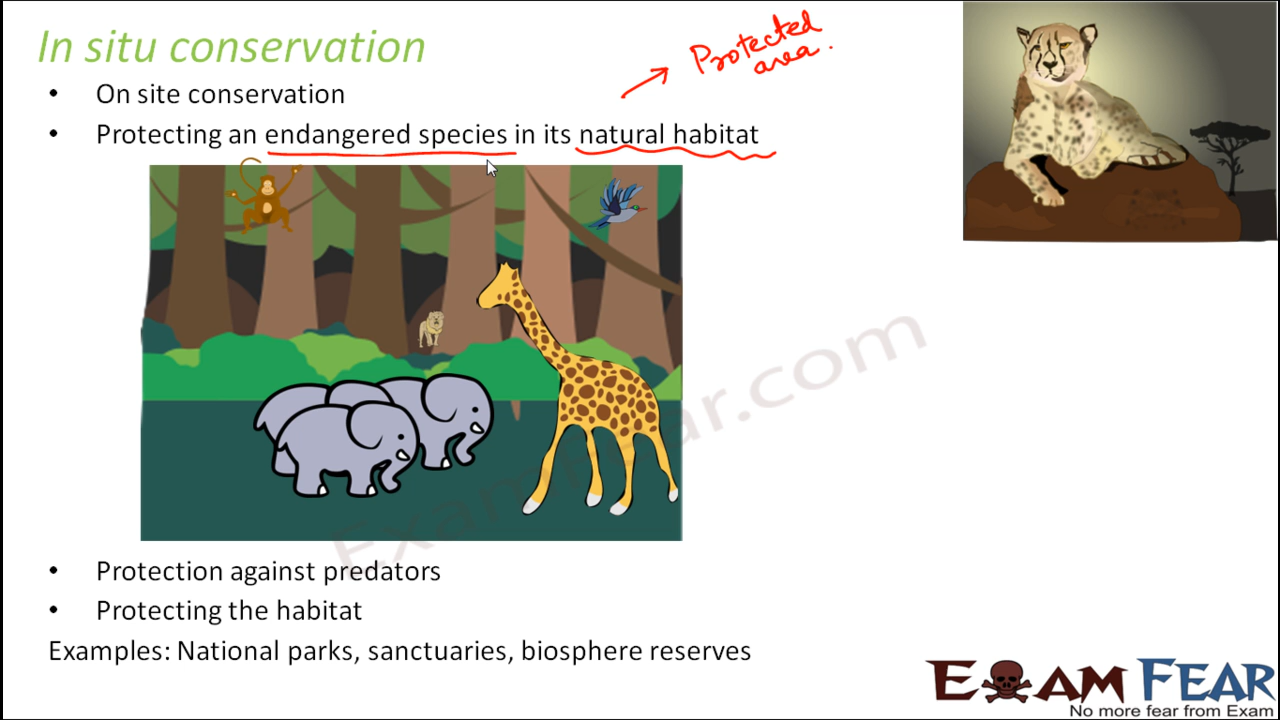 In situ conservation
Protected
area.
• On site conservation
• Protecting an endangered species in its natural habitat
Examfear.com
• Protection against predators
• Protecting the habitat
Examples: National parks, sanctuaries, biosphere reserves
EXAM FEAR
No more fear from Exam